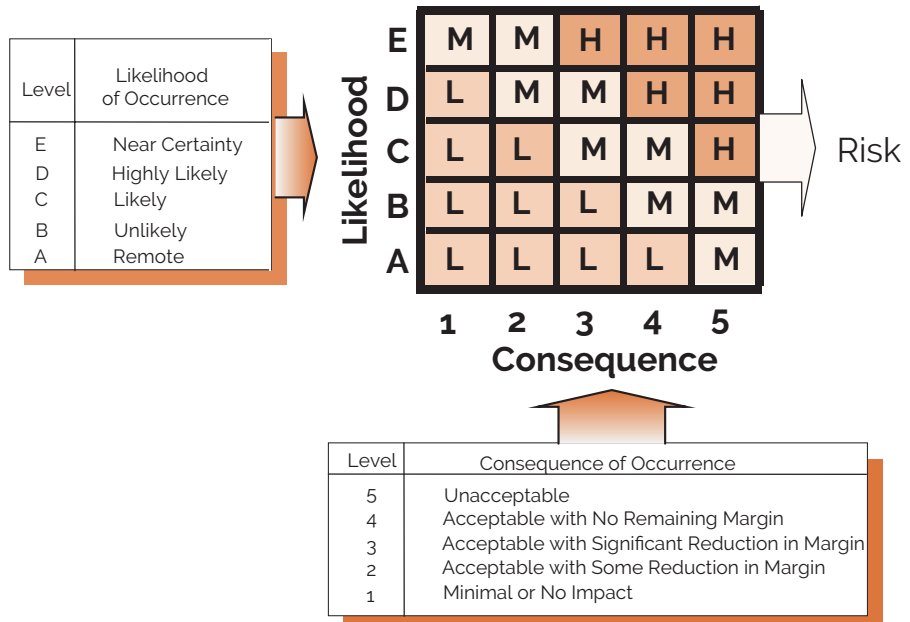 Level Likelihood of Occurrence
E Near Certainty
D Highly Likely
C Likely
B Unlikely
A Remote
Likelihood
E M M H H H
D L M M H H
C L L M M H
B L L L M M
A L L L L M
1 2 3 4 5
Consequence
Risk
Level Consequence of Occurrence
5 Unacceptable
4 Acceptable with No Remaining Margin
3 Acceptable with Significant Reduction in Margin
2 Acceptable with Some Reduction in Margin
1 Minimal or No Impact